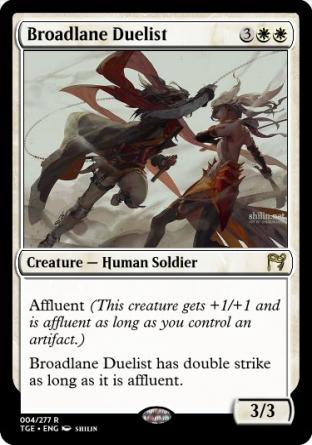 Broadlane Duelist 3
shilin.net
Creature — Human Soldier
Affluent (This creature gets +1/+1 and
is affluent as long as you control an
artifact.)
Broadlane Duelist has double strike
as long as it is affluent.
3/3
004/277 R
TGE • ENG SHILIN